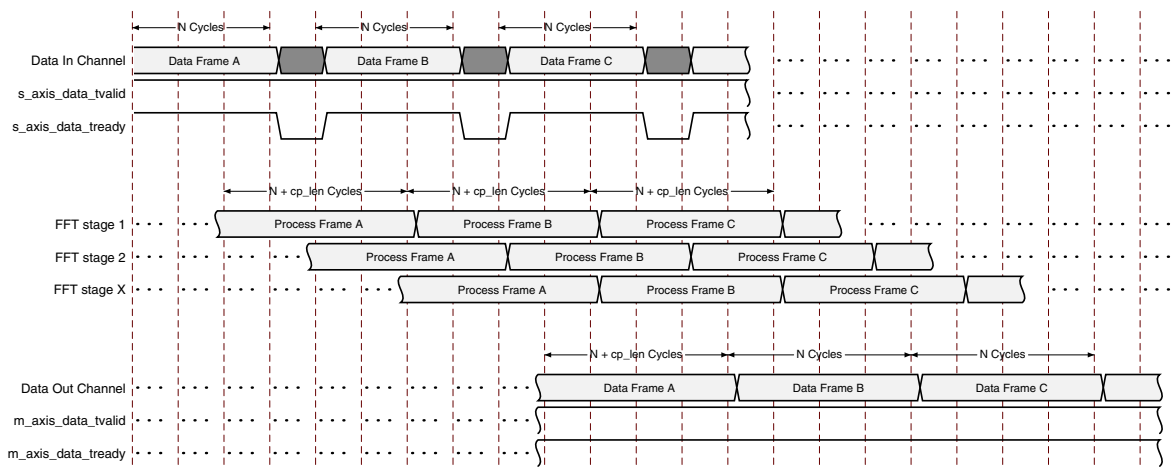 N Cycles N Cycles N Cycles
Data In Channel Data Frame A Data Frame B Data Frame C
s_axis_data_tvalid
s_axis_data_tready
N + cp_len Cycles N + cp_len Cycles N + cp_len Cycles
FFT stage 1 Process Frame A Process Frame B Process Frame C
FFT stage 2 Process Frame A Process Frame B Process Frame C
FFT stage X Process Frame A Process Frame B Process Frame C
N + cp_len Cycles N Cycles N Cycles
Data Out Channel Data Frame A Data Frame B Data Frame C
m_axis_data_tvalid
m_axis_data_tready